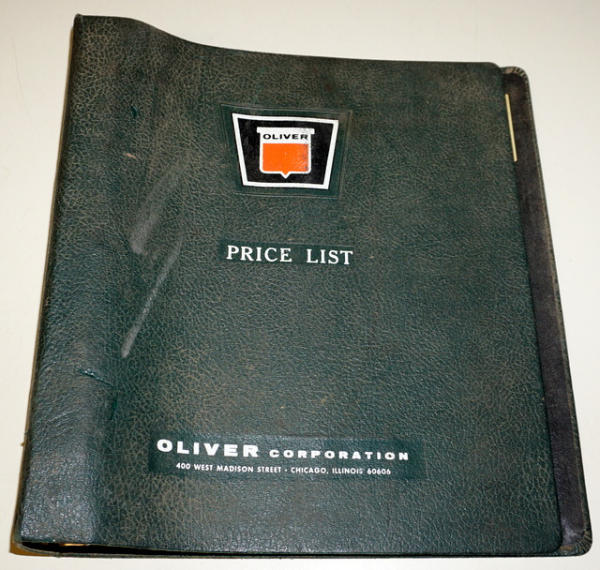 OLIVER
PRICE LIST
OLIVER CORPORATION
400 WEST MADISON STREET • CHICAGO, ILLINOIS 60606